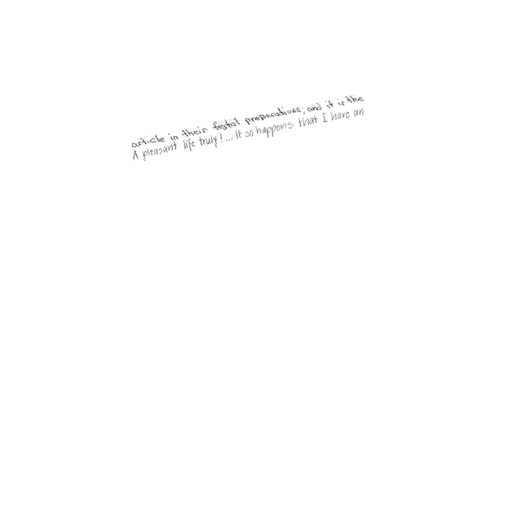 article in their festal preparations; and it is the
A pleasant life truly!... It so happens that I have an